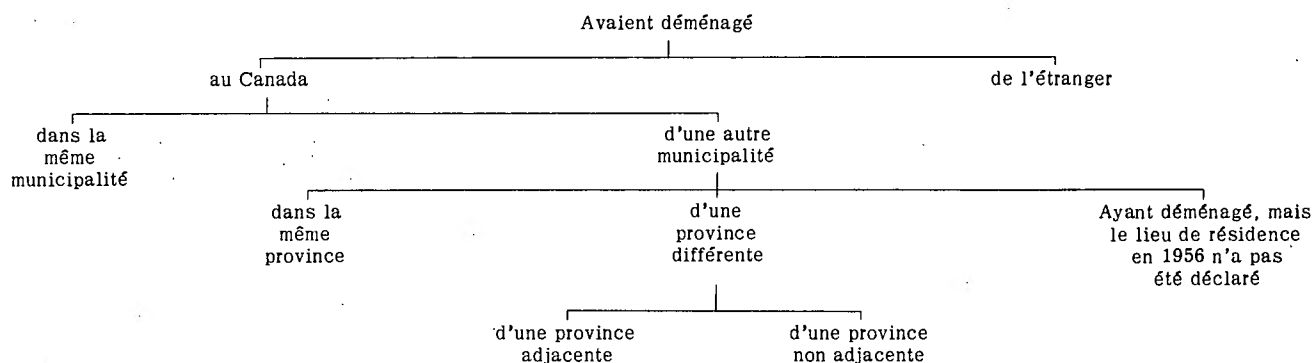 Avaient déménagé
au Canada
de l'étranger
dans la
même
municipalité
d'une autre
municipalité
dans la
même
province
d'une
province
différente
Ayant déménagé, mais
le lieu de résidence
en 1956 n'a pas
été déclaré
d'une province
adjacente
d'une province
non adjacente